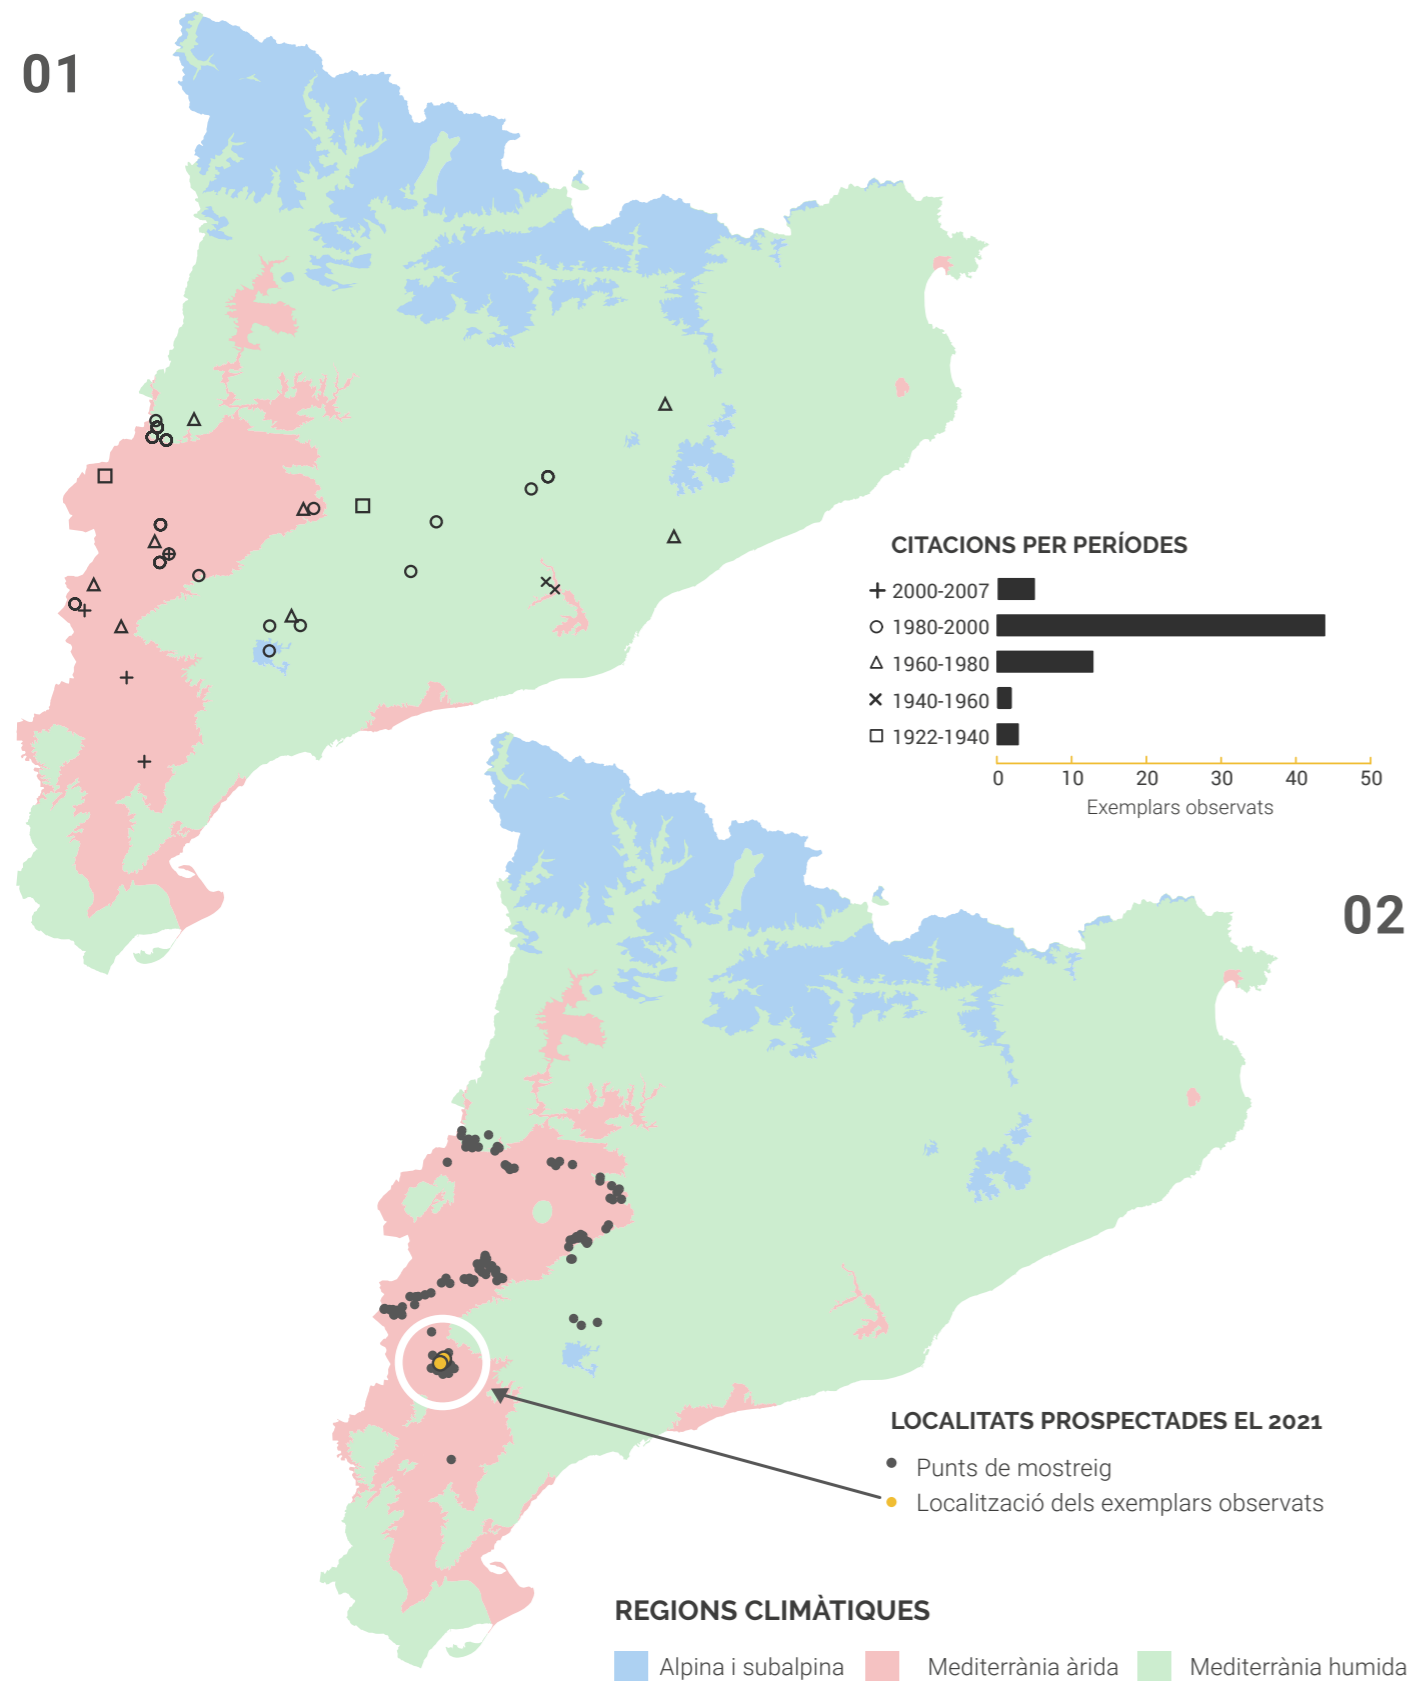 01
CITACIONS PER PERÍODES
2000-2007
1980-2000
1960-1980
1940-1960
1922-1940
0 10 20 30 40 50
Exemplars observats
02
LOCALITATS PROSPECTADES EL 2021
Punts de mostreig
Localització dels exemplars observats
REGIONS CLIMÀTIQUES
Alpina i subalpina Mediterrània àrida Mediterrània humida